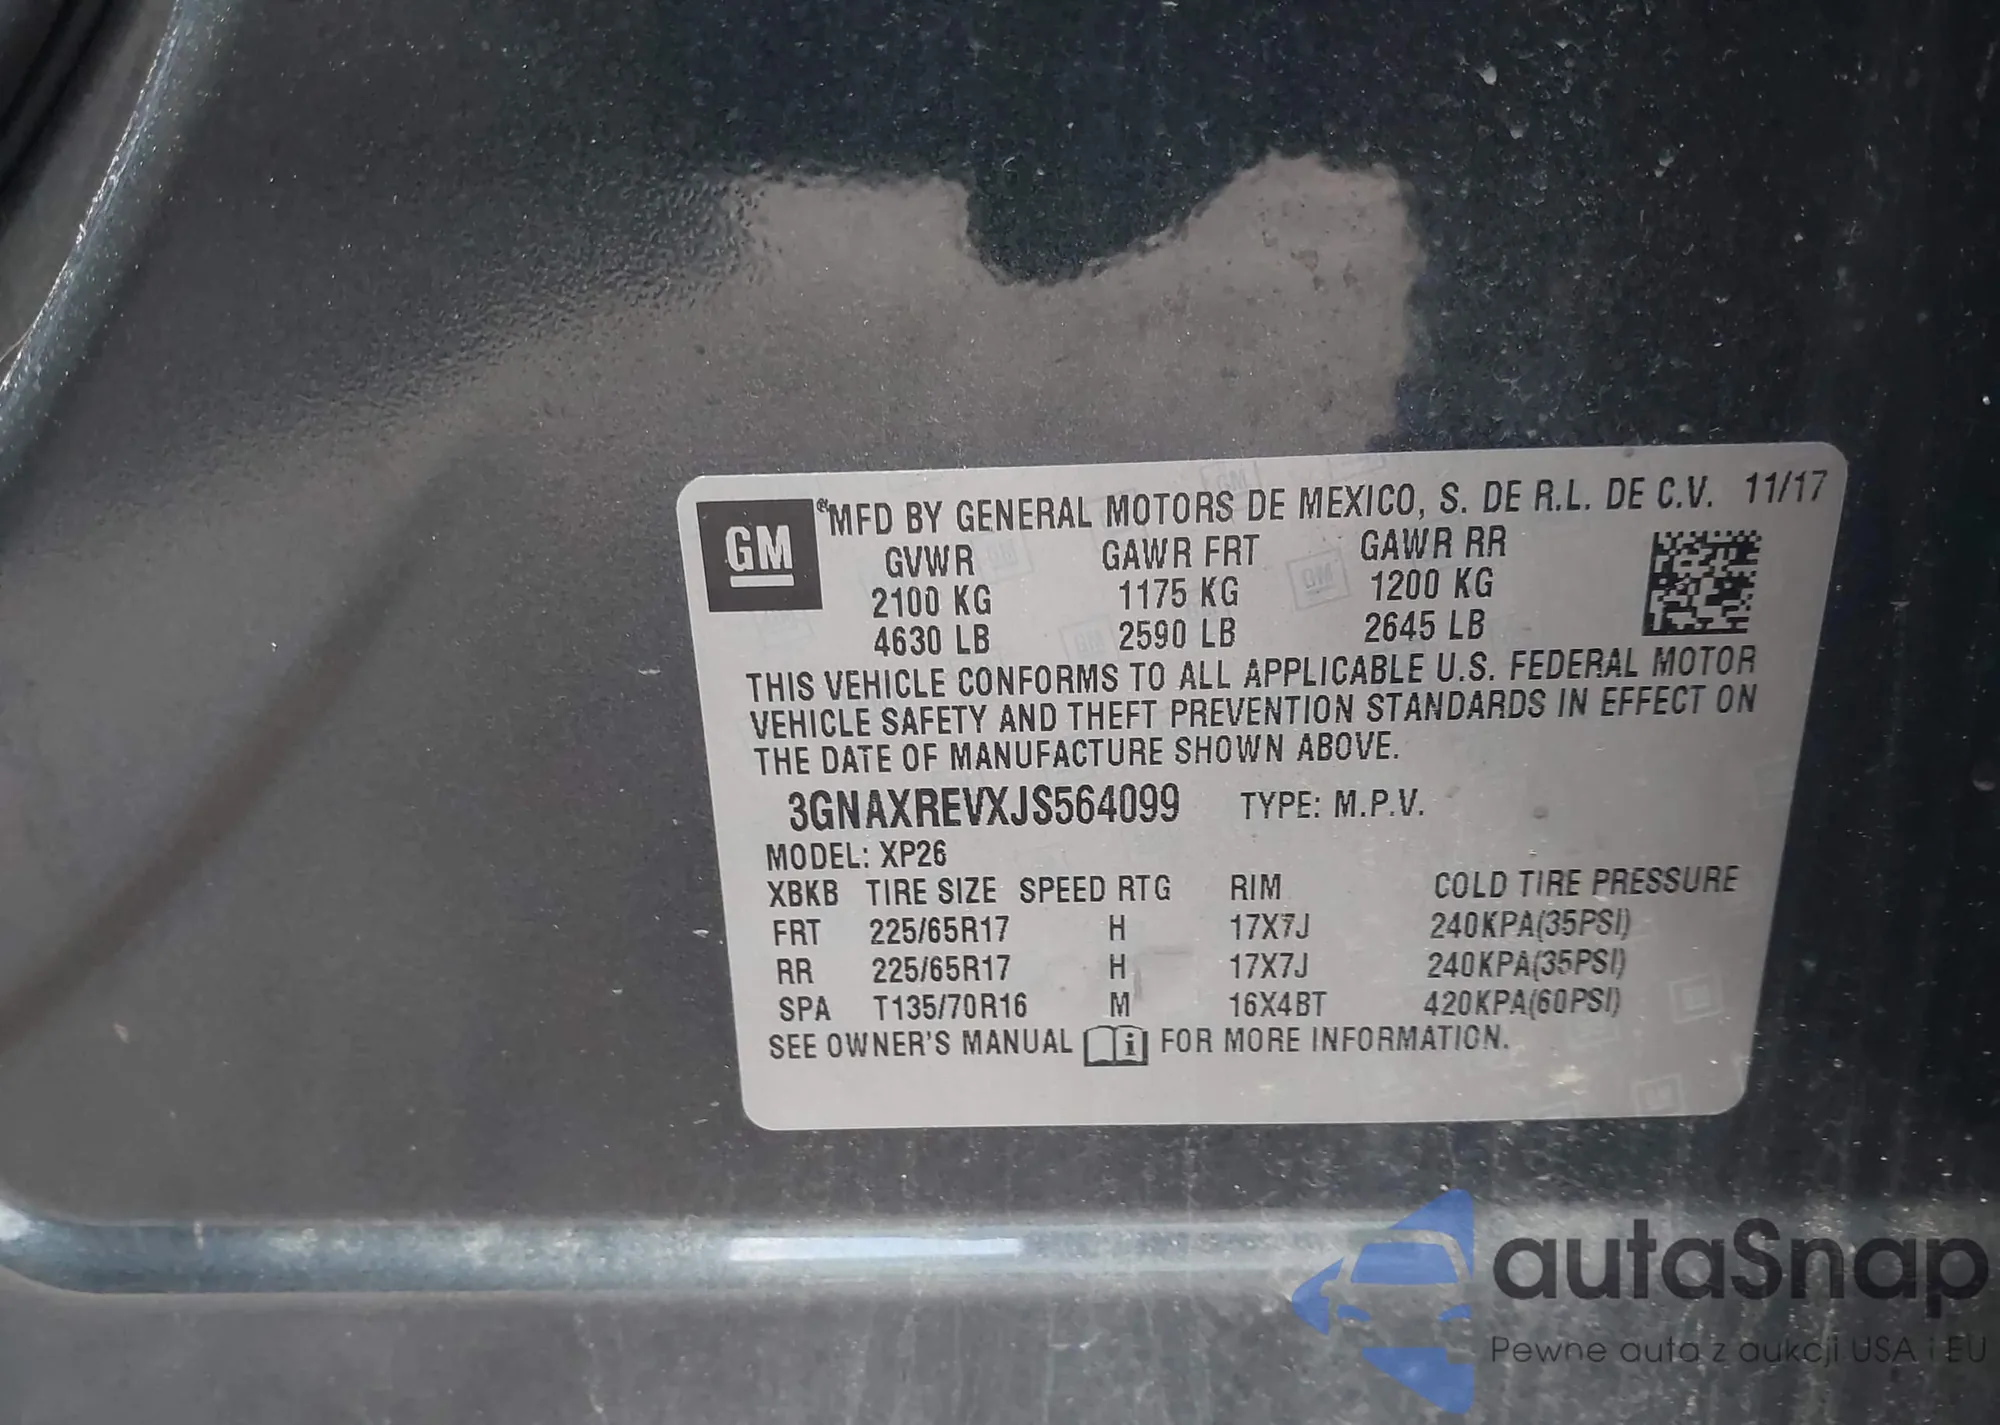 GM
MFD BY GENERAL MOTORS DE MEXICO, S. DE R.L. DE C.V. 11/17
GVWR GAWR FRT GAWR RR
2100 KG 1175 KG 1200 KG
4630 LB 2590 LB 2645 LB
THIS VEHICLE CONFORMS TO ALL APPLICABLE U.S. FEDERAL MOTOR
VEHICLE SAFETY AND THEFT PREVENTION STANDARDS IN EFFECT ON
THE DATE OF MANUFACTURE SHOWN ABOVE.
3GNAXREVXJS564099 TYPE: M.P.V.
MODEL: XP26
XBKB TIRE SIZE SPEED RTG RIM COLD TIRE PRESSURE
FRT 225/65R17 H 17X7J 240KPA(35PSI)
RR 225/65R17 H 17X7J 240KPA(35PSI)
SPA T135/70R16 M 16X4BT 420KPA(60PSI)
SEE OWNER'S MANUAL i FOR MORE INFORMATION.
autaSnap
Pewne auta z aukcji USA i EU